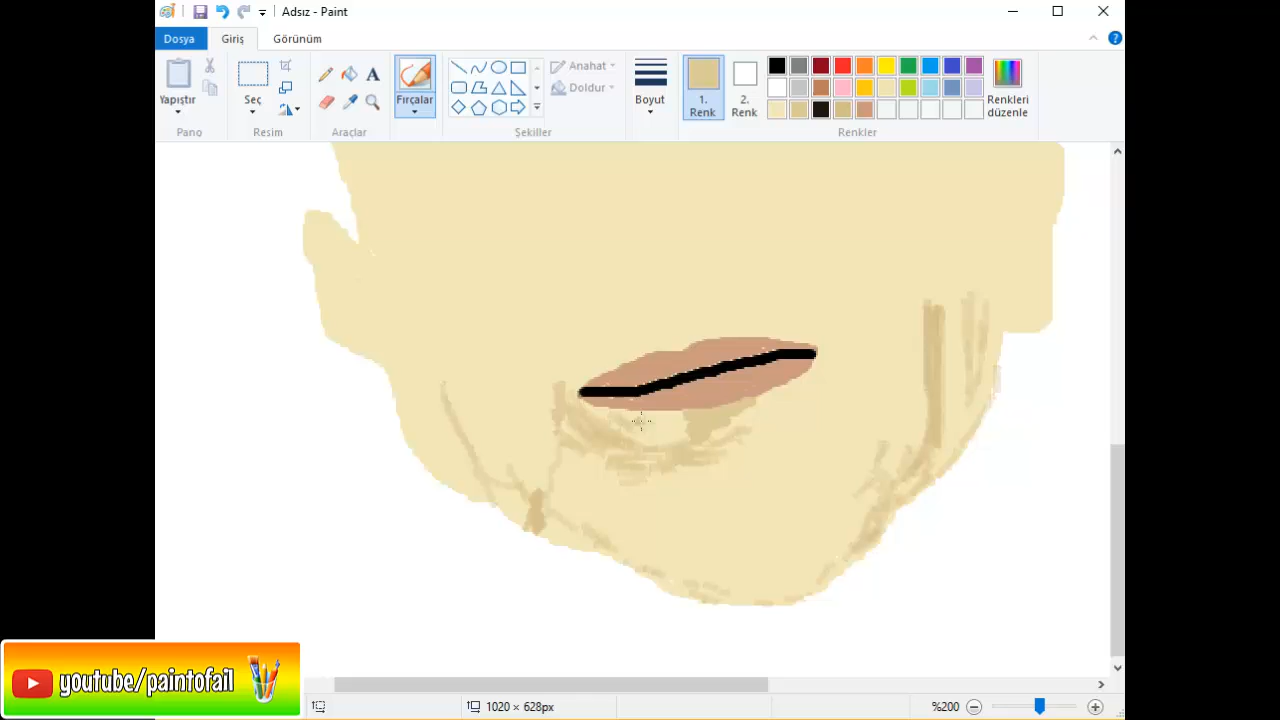 Adsız - Paint
Dosya
Giriş
Görünüm
Yapıştır
Seç
A
Fırçalar
Anahat
Doldur
Boyut
1.
Renk
2.
Renk
Renkleri
düzenle
Pano
Resim
Araçlar
Şekiller
Renkler
youtube/paintofail
1020 × 628px
%200